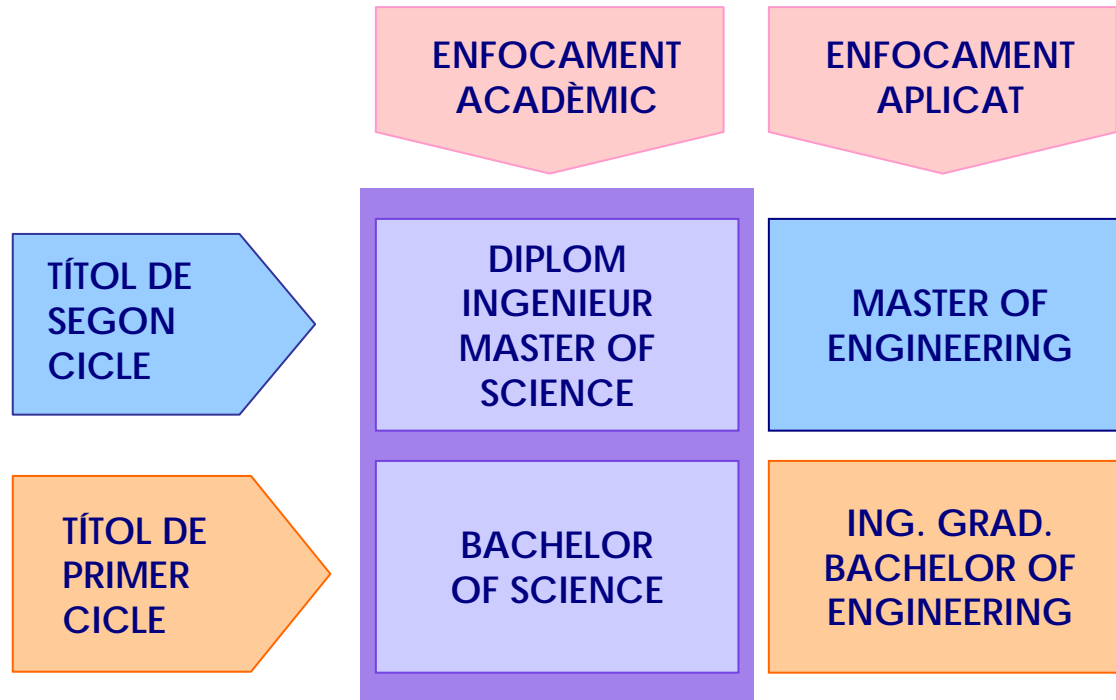 ENFOCAMENT
ACADÈMIC
ENFOCAMENT
APLICAT
TÍTOL DE
SEGON
CICLE
DIPLOM
INGENIEUR
MASTER OF
SCIENCE
MASTER OF
ENGINEERING
TÍTOL DE
PRIMER
CICLE
BACHELOR
OF SCIENCE
ING. GRAD.
BACHELOR OF
ENGINEERING